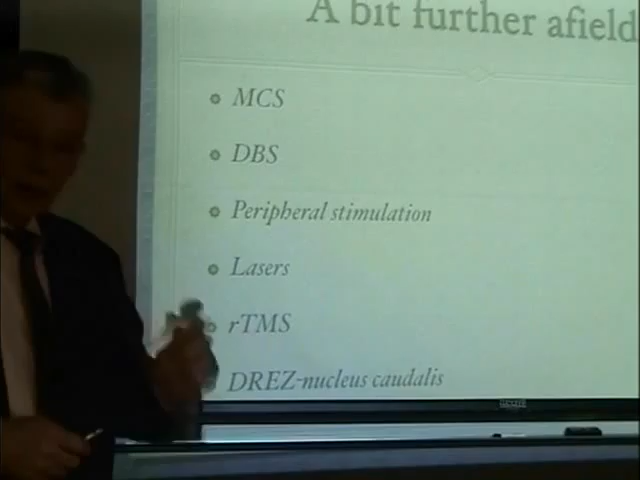 A bit further afield
MCS
DBS
Peripheral stimulation
Lasers
rTMS
DREZ-nucleus caudalis